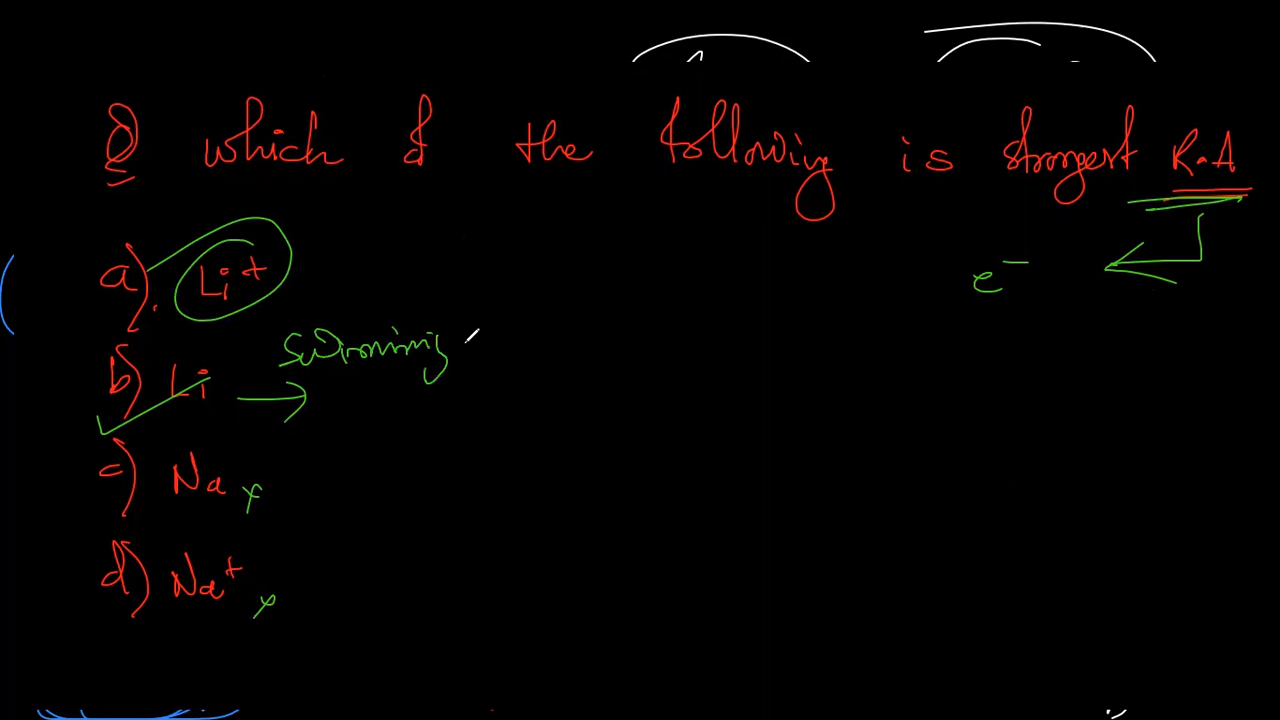 Q which of the following is strongest R.A
e⁻
a) Li⁺
swimming
b) Li →
c) Na x
d) Na⁺ x